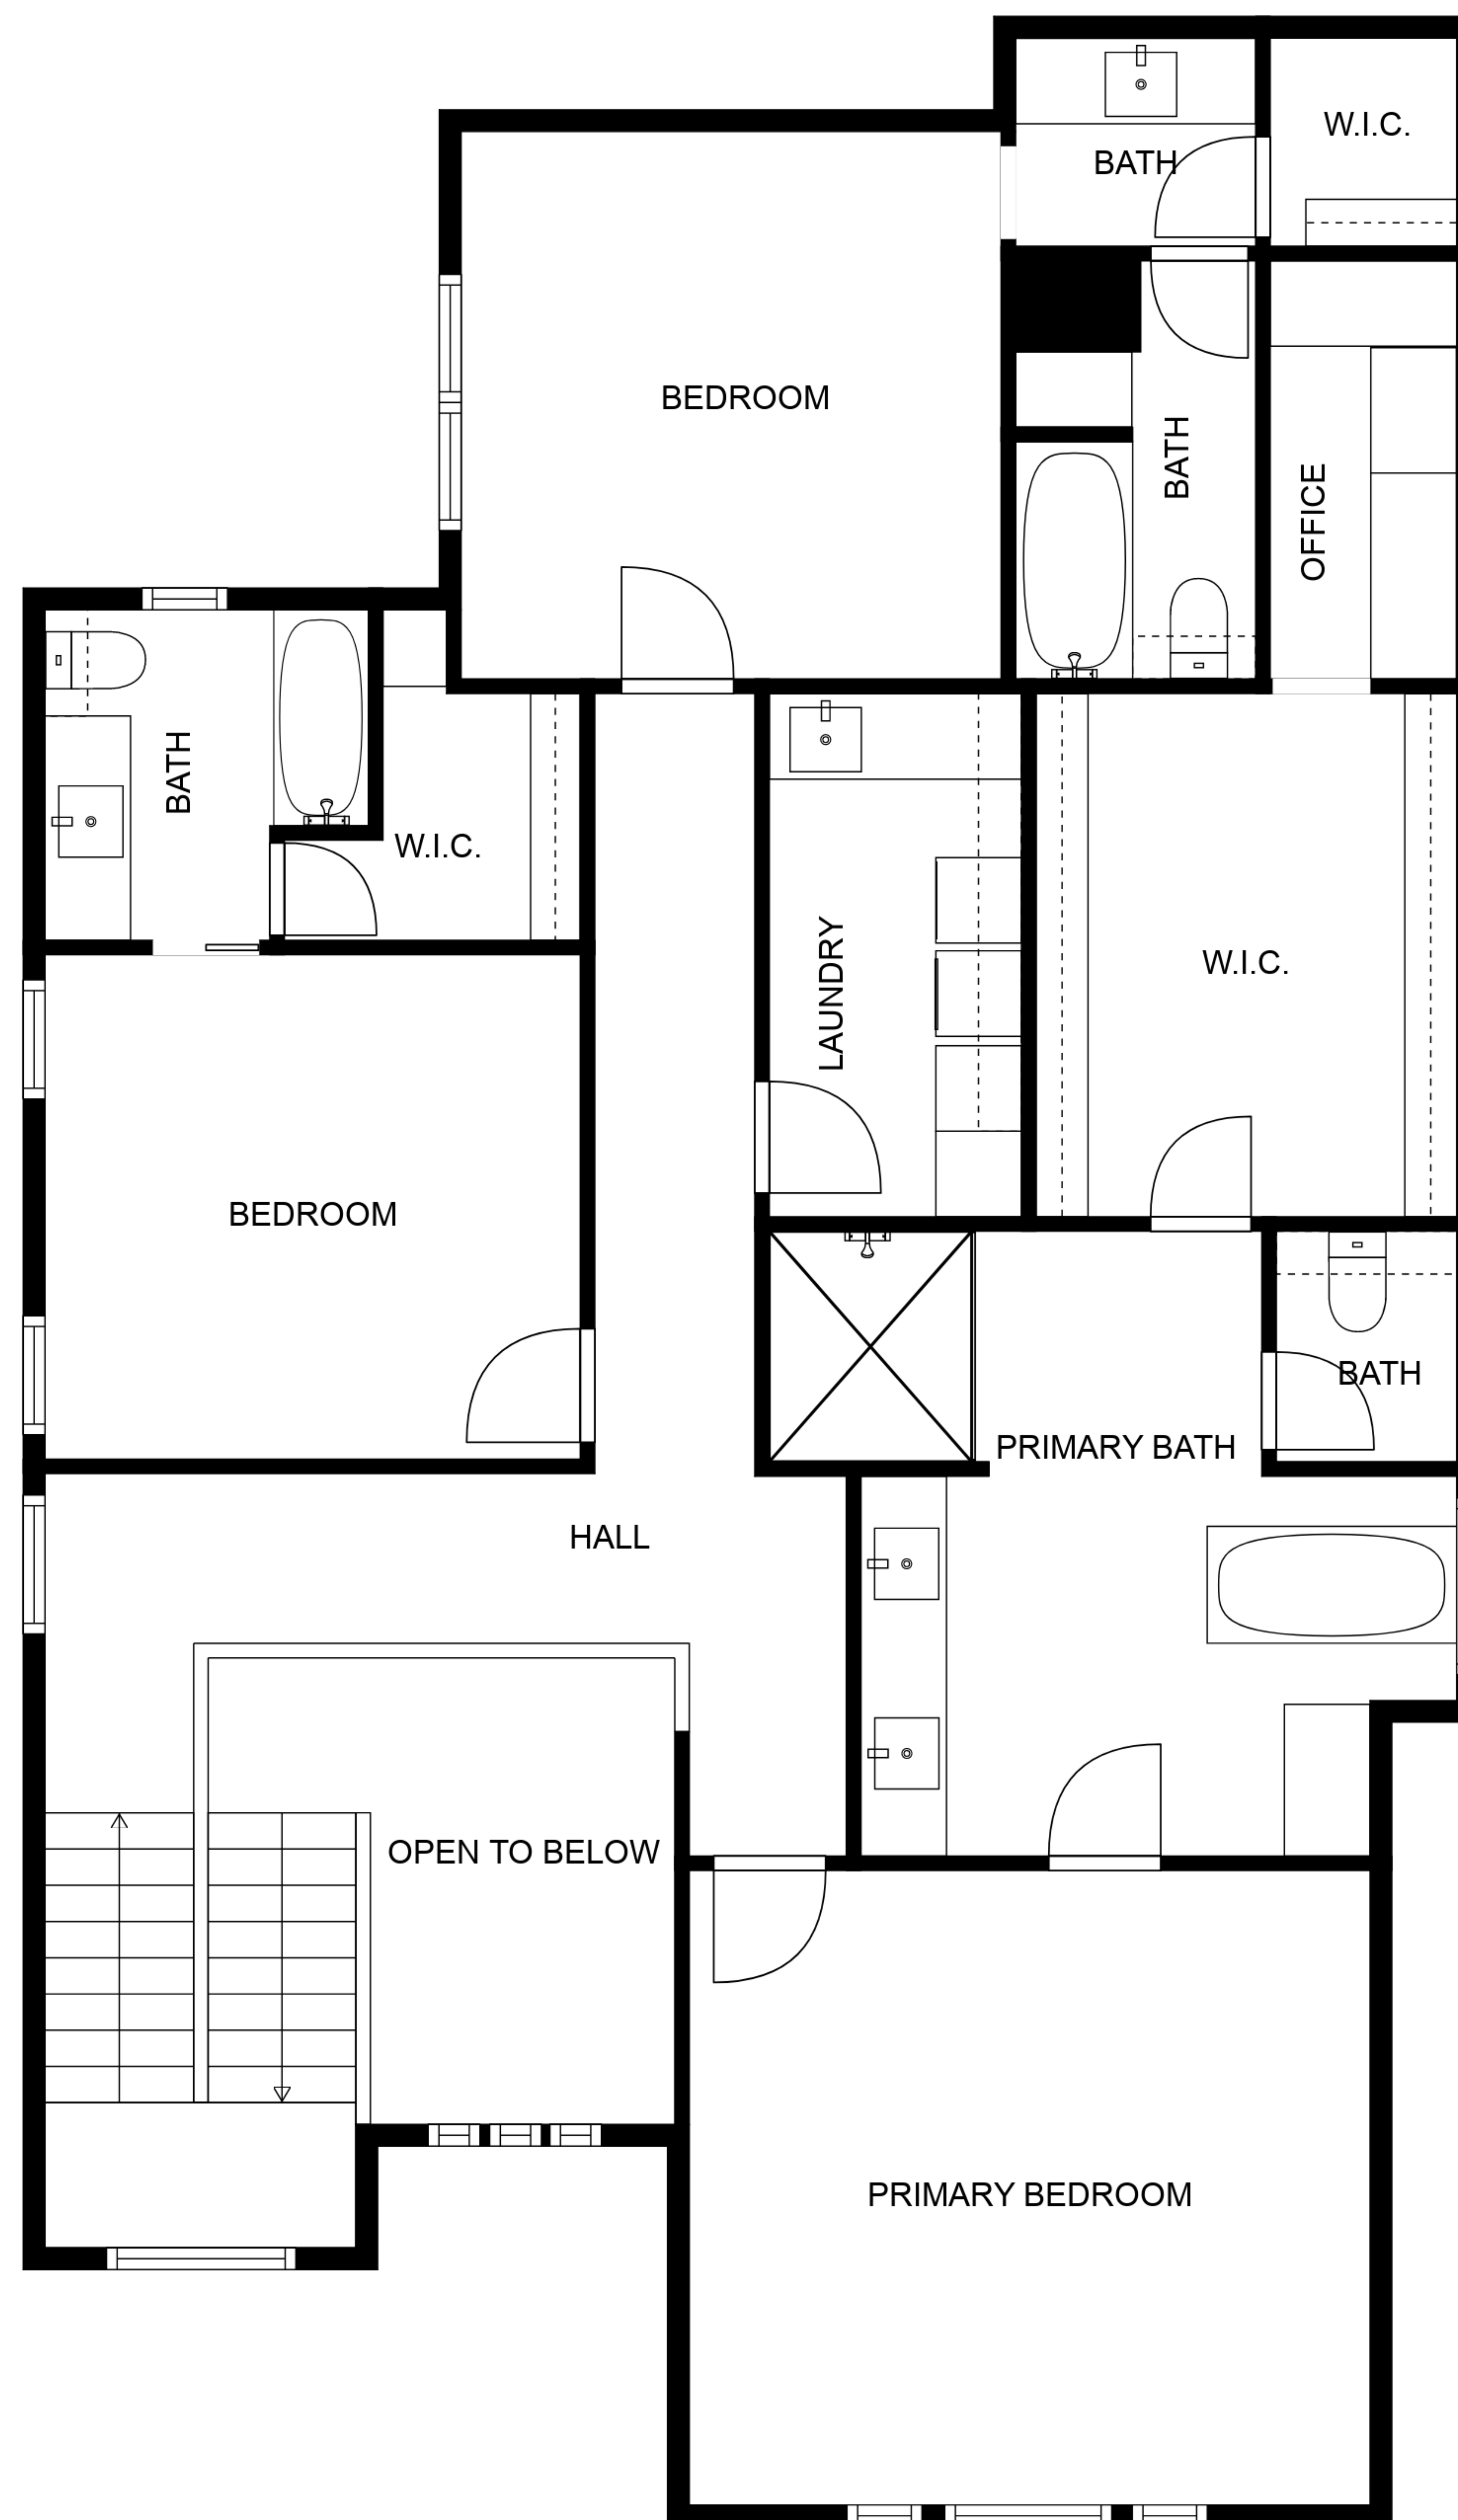 W.I.C.
BATH
BEDROOM
BATH
OFFICE
BATH
W.I.C.
LAUNDRY
W.I.C.
BEDROOM
BATH
PRIMARY BATH
HALL
OPEN TO BELOW
PRIMARY BEDROOM